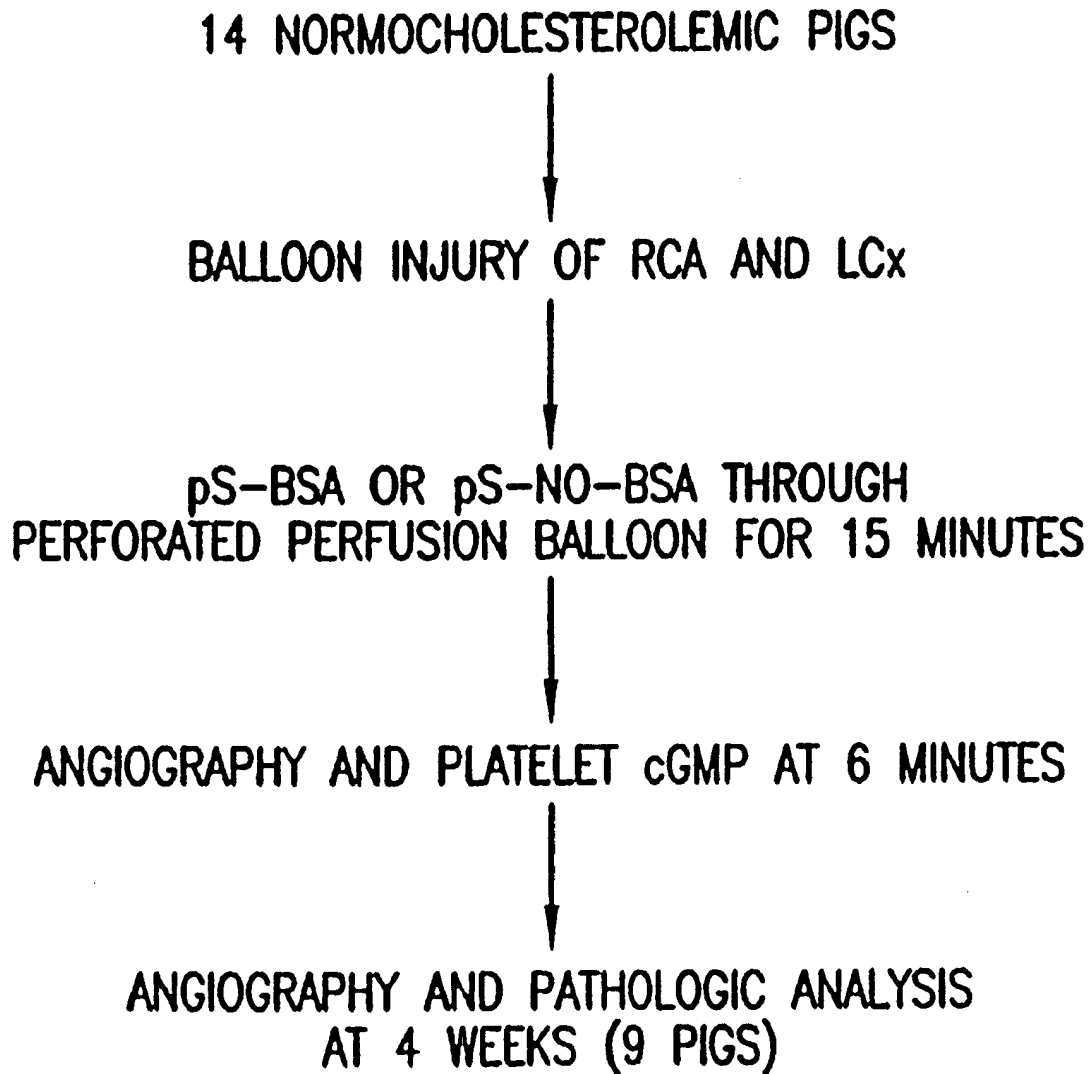 14 NORMOCHOLESTEROLEMIC PIGS
BALLOON INJURY OF RCA AND LCx
pS-BSA OR pS-NO-BSA THROUGH
PERFORATED PERFUSION BALLOON FOR 15 MINUTES
ANGIOGRAPHY AND PLATELET cGMP AT 6 MINUTES
ANGIOGRAPHY AND PATHOLOGIC ANALYSIS
AT 4 WEEKS (9 PIGS)